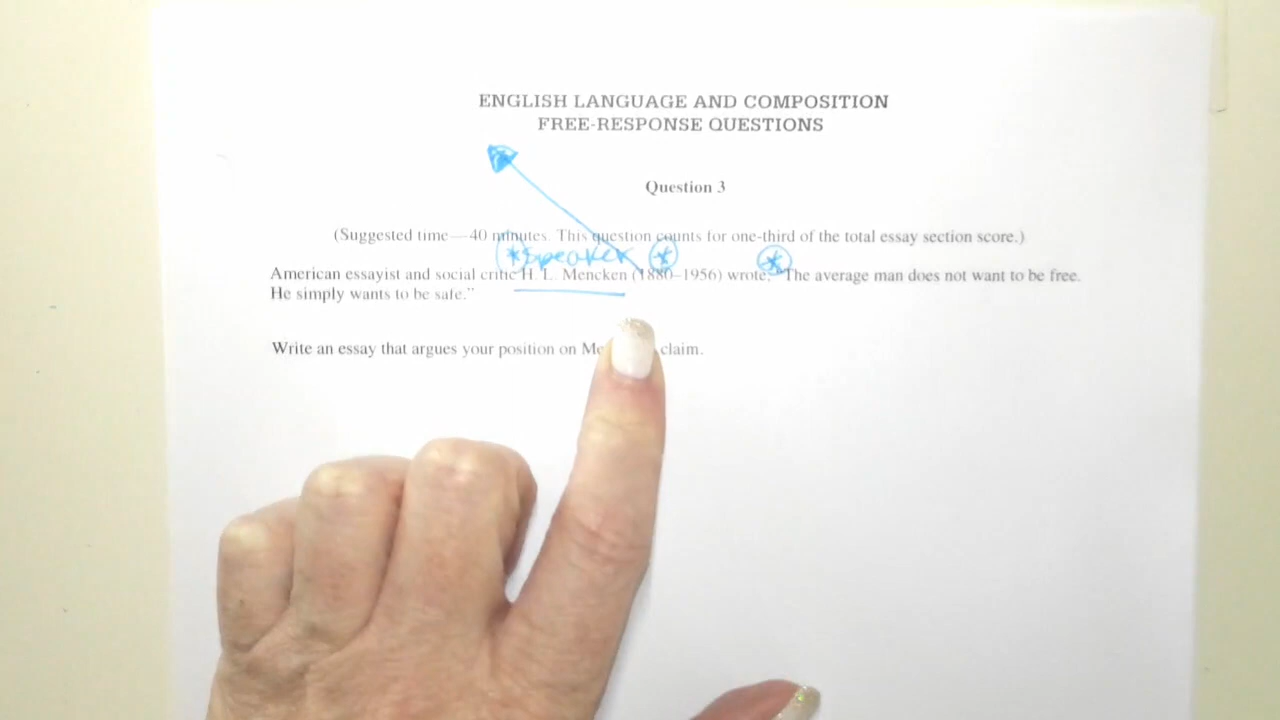 ENGLISH LANGUAGE AND COMPOSITION
FREE-RESPONSE QUESTIONS
Question 3
(Suggested time—40 minutes. This question counts for one-third of the total essay section score.)
*speaker * *
American essayist and social critic H. L. Mencken (1880–1956) wrote, "The average man does not want to be free.
He simply wants to be safe."
Write an essay that argues your position on claim.